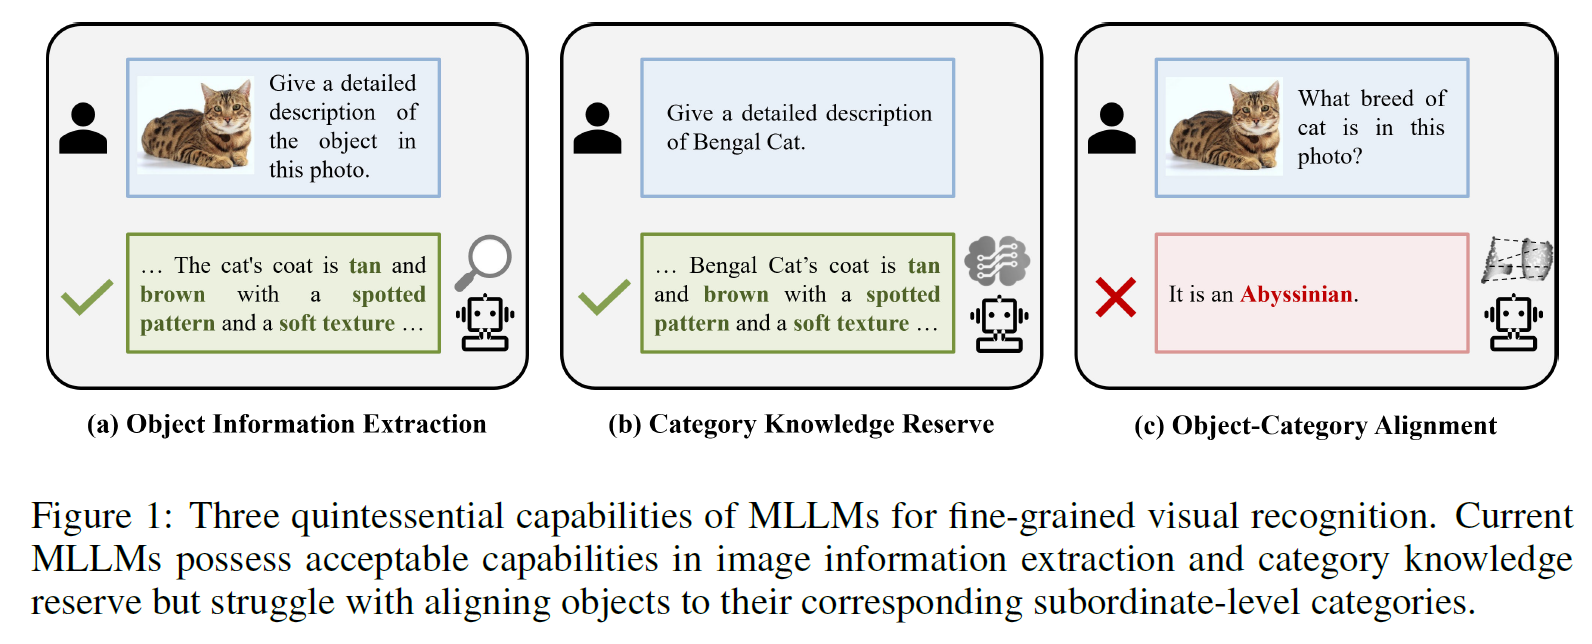 Give a detailed
description of
the object in
this photo.
… The cat's coat is tan and
brown with a spotted
pattern and a soft texture …
(a) Object Information Extraction
Give a detailed description
of Bengal Cat.
… Bengal Cat’s coat is tan
and brown with a spotted
pattern and a soft texture …
(b) Category Knowledge Reserve
What breed of
cat is in this
photo?
It is an Abyssinian.
(c) Object-Category Alignment
Figure 1: Three quintessential capabilities of MLLMs for fine-grained visual recognition. Current
MLLMs possess acceptable capabilities in image information extraction and category knowledge
reserve but struggle with aligning objects to their corresponding subordinate-level categories.